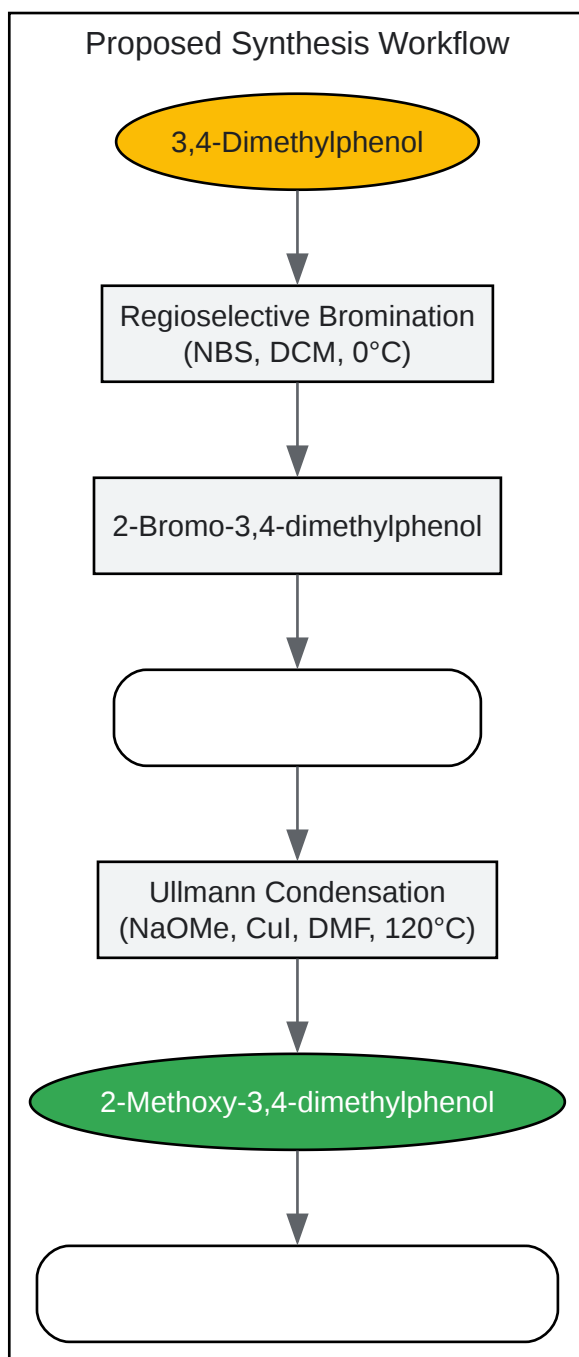 Proposed Synthesis Workflow
3,4-Dimethylphenol
Regioselective Bromination
(NBS, DCM, 0°C)
2-Bromo-3,4-dimethylphenol
Ullmann Condensation
(NaOMe, CuI, DMF, 120°C)
2-Methoxy-3,4-dimethylphenol